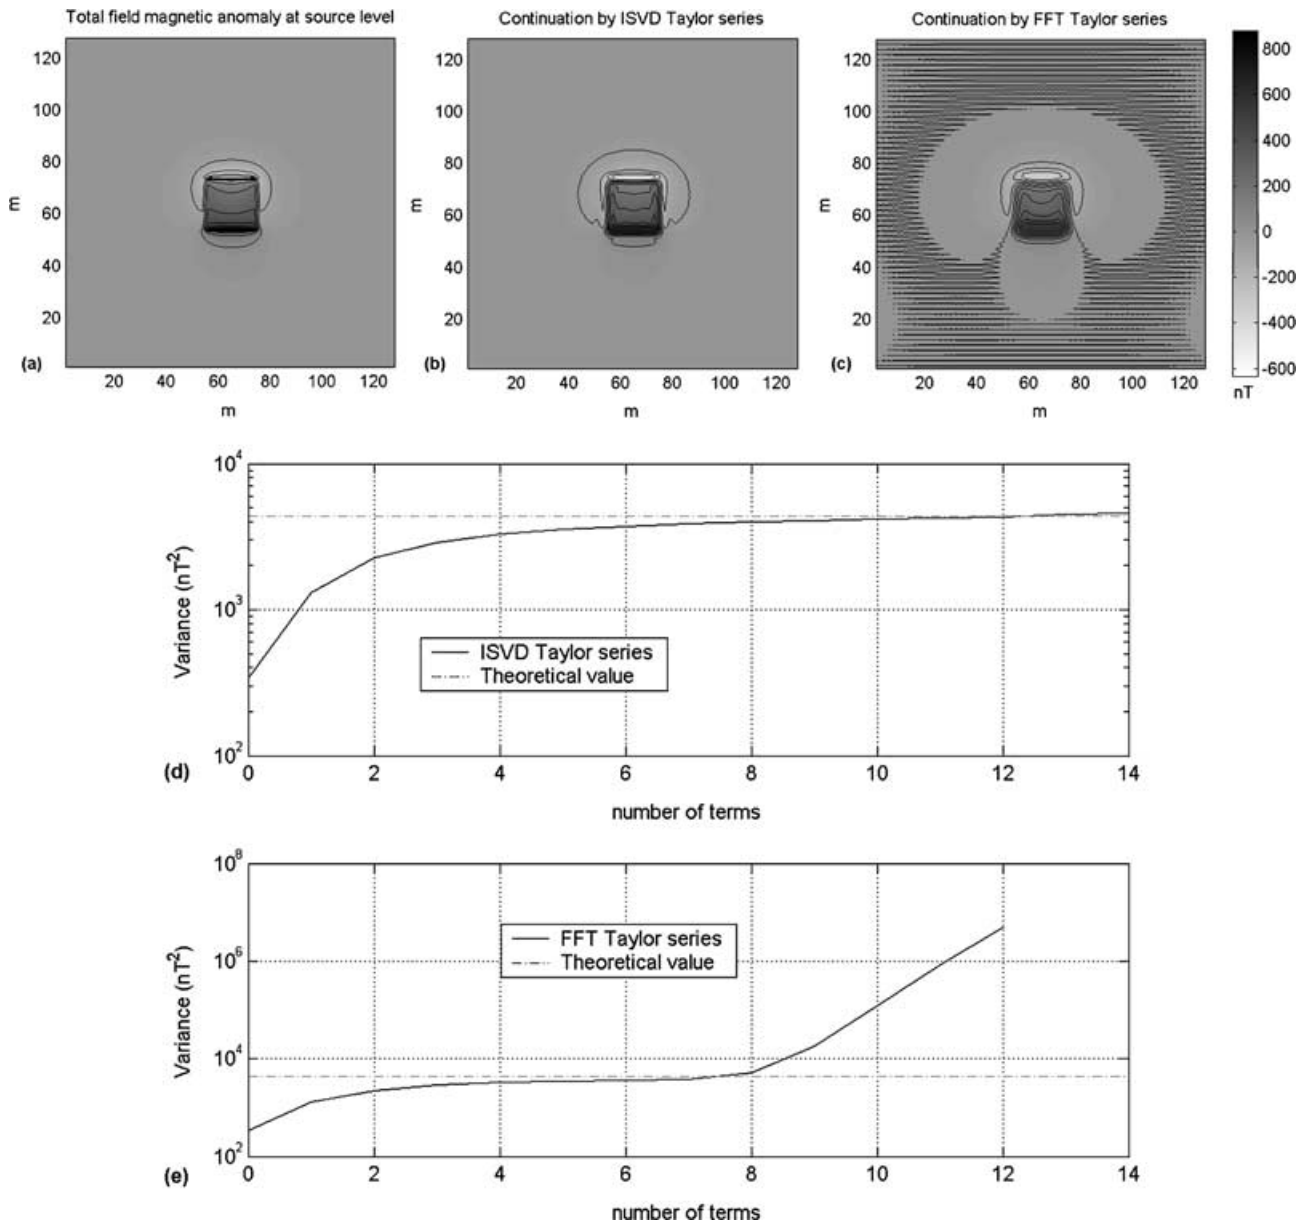 Total field magnetic anomaly at source level
Continuation by ISVD Taylor series
Continuation by FFT Taylor series
120
100
80
60
40
20
m
(a)
20 40 60 80 100 120
m
120
100
80
60
40
20
m
(b)
20 40 60 80 100 120
m
120
100
80
60
40
20
m
(c)
20 40 60 80 100 120
m
800
600
400
200
0
-200
-400
-600
nT
10^4
10^3
10^2
Variance (nT^2)
ISVD Taylor series
Theoretical value
(d)
0 2 4 6 8 10 12 14
number of terms
10^8
10^6
10^4
10^2
Variance (nT^2)
FFT Taylor series
Theoretical value
(e)
0 2 4 6 8 10 12 14
number of terms